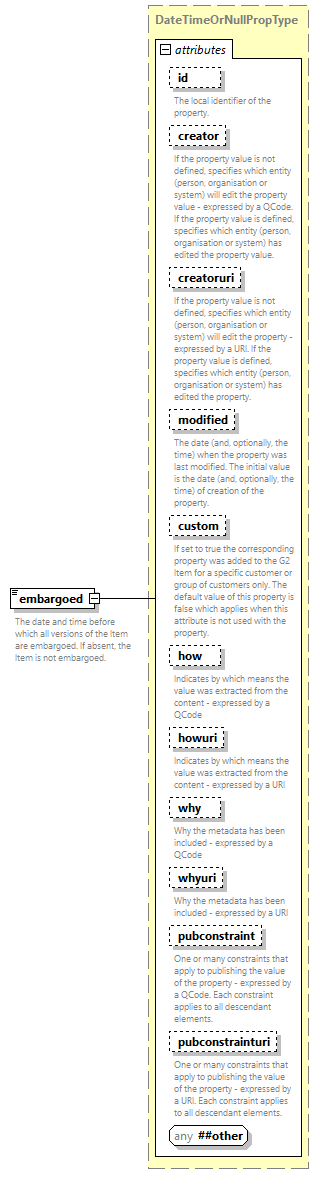 DateTimeOrNullPropType
attributes
id
The local identifier of the
property.
creator
If the property value is not
defined, specifies which entity
(person, organisation or
system) will edit the property
value - expressed by a QCode.
If the property value is defined,
specifies which entity (person,
organisation or system) has
edited the property value.
creatoruri
If the property value is not
defined, specifies which entity
(person, organisation or
system) will edit the property -
expressed by a URI. If the
property value is defined,
specifies which entity (person,
organisation or system) has
edited the property.
modified
The date (and, optionally, the
time) when the property was
last modified. The initial value
is the date (and, optionally, the
time) of creation of the
property.
custom
If set to true the corresponding
property was added to the G2
Item for a specific customer or
group of customers only. The
default value of this property is
false which applies when this
attribute is not used with the
property.
embargoed
The date and time before
which all versions of the Item
are embargoed. If absent, the
Item is not embargoed.
how
Indicates by which means the
value was extracted from the
content - expressed by a
QCode
howuri
Indicates by which means the
value was extracted from the
content - expressed by a URI
why
Why the metadata has been
included - expressed by a
QCode
whyuri
Why the metadata has been
included - expressed by a URI
pubconstraint
One or many constraints that
apply to publishing the value
of the property - expressed by
a QCode. Each constraint
applies to all descendant
elements.
pubconstrainturi
One or many constraints that
apply to publishing the value
of the property - expressed by
a URI. Each constraint applies
to all descendant elements.
any ##other